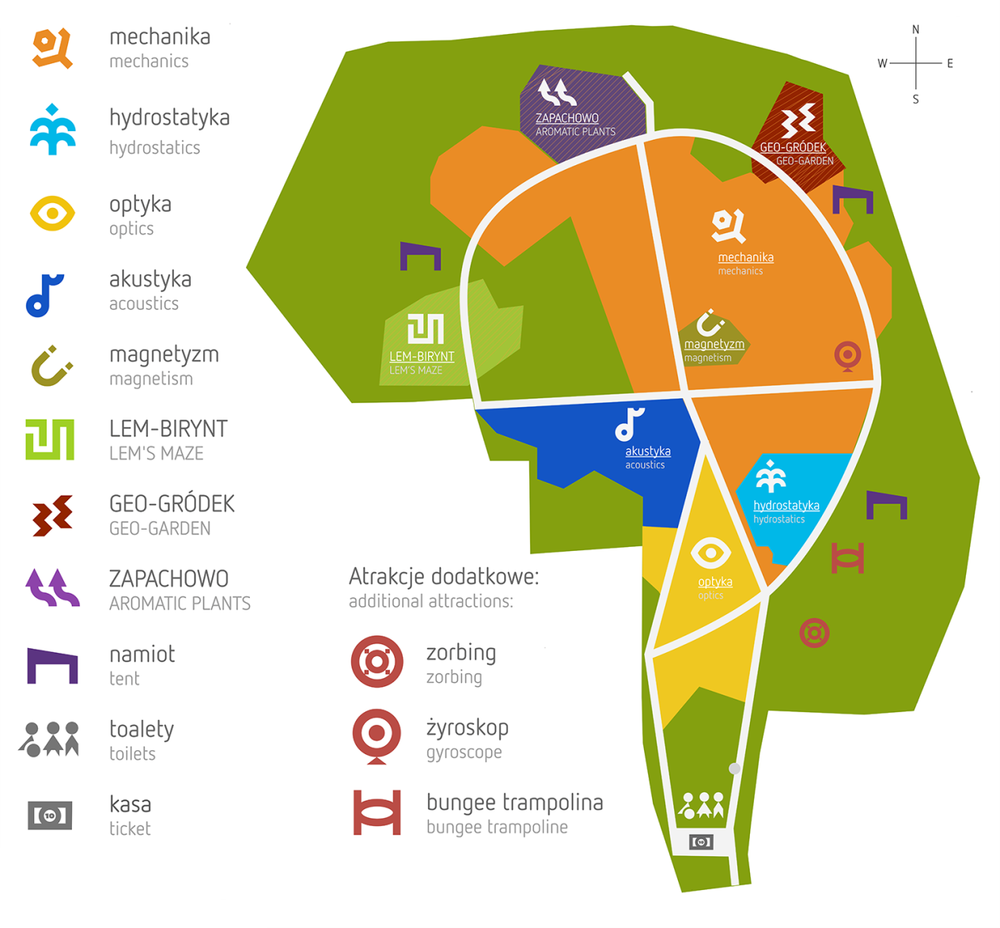 mechanika
mechanics
hydrostatyka
hydrostatics
optyka
optics
akustyka
acoustics
magnetyzm
magnetism
LEM-BIRYNT
LEM'S MAZE
GEO-GRÓDEK
GEO-GARDEN
ZAPACHOWO
AROMATIC PLANTS
namiot
tent
toalety
toilets
10
kasa
ticket
Atrakcje dodatkowe:
additional attractions:
zorbing
zorbing
żyroskop
gyroscope
bungee trampolina
bungee trampoline
N
W
E
S
ZAPACHOWO
AROMATIC PLANTS
GEO-GRÓDEK
GEO-GARDEN
mechanika
mechanics
magnetyzm
magnetism
LEM-BIRYNT
LEM'S MAZE
akustyka
acoustics
hydrostatyka
hydrostatics
optyka
optics
10